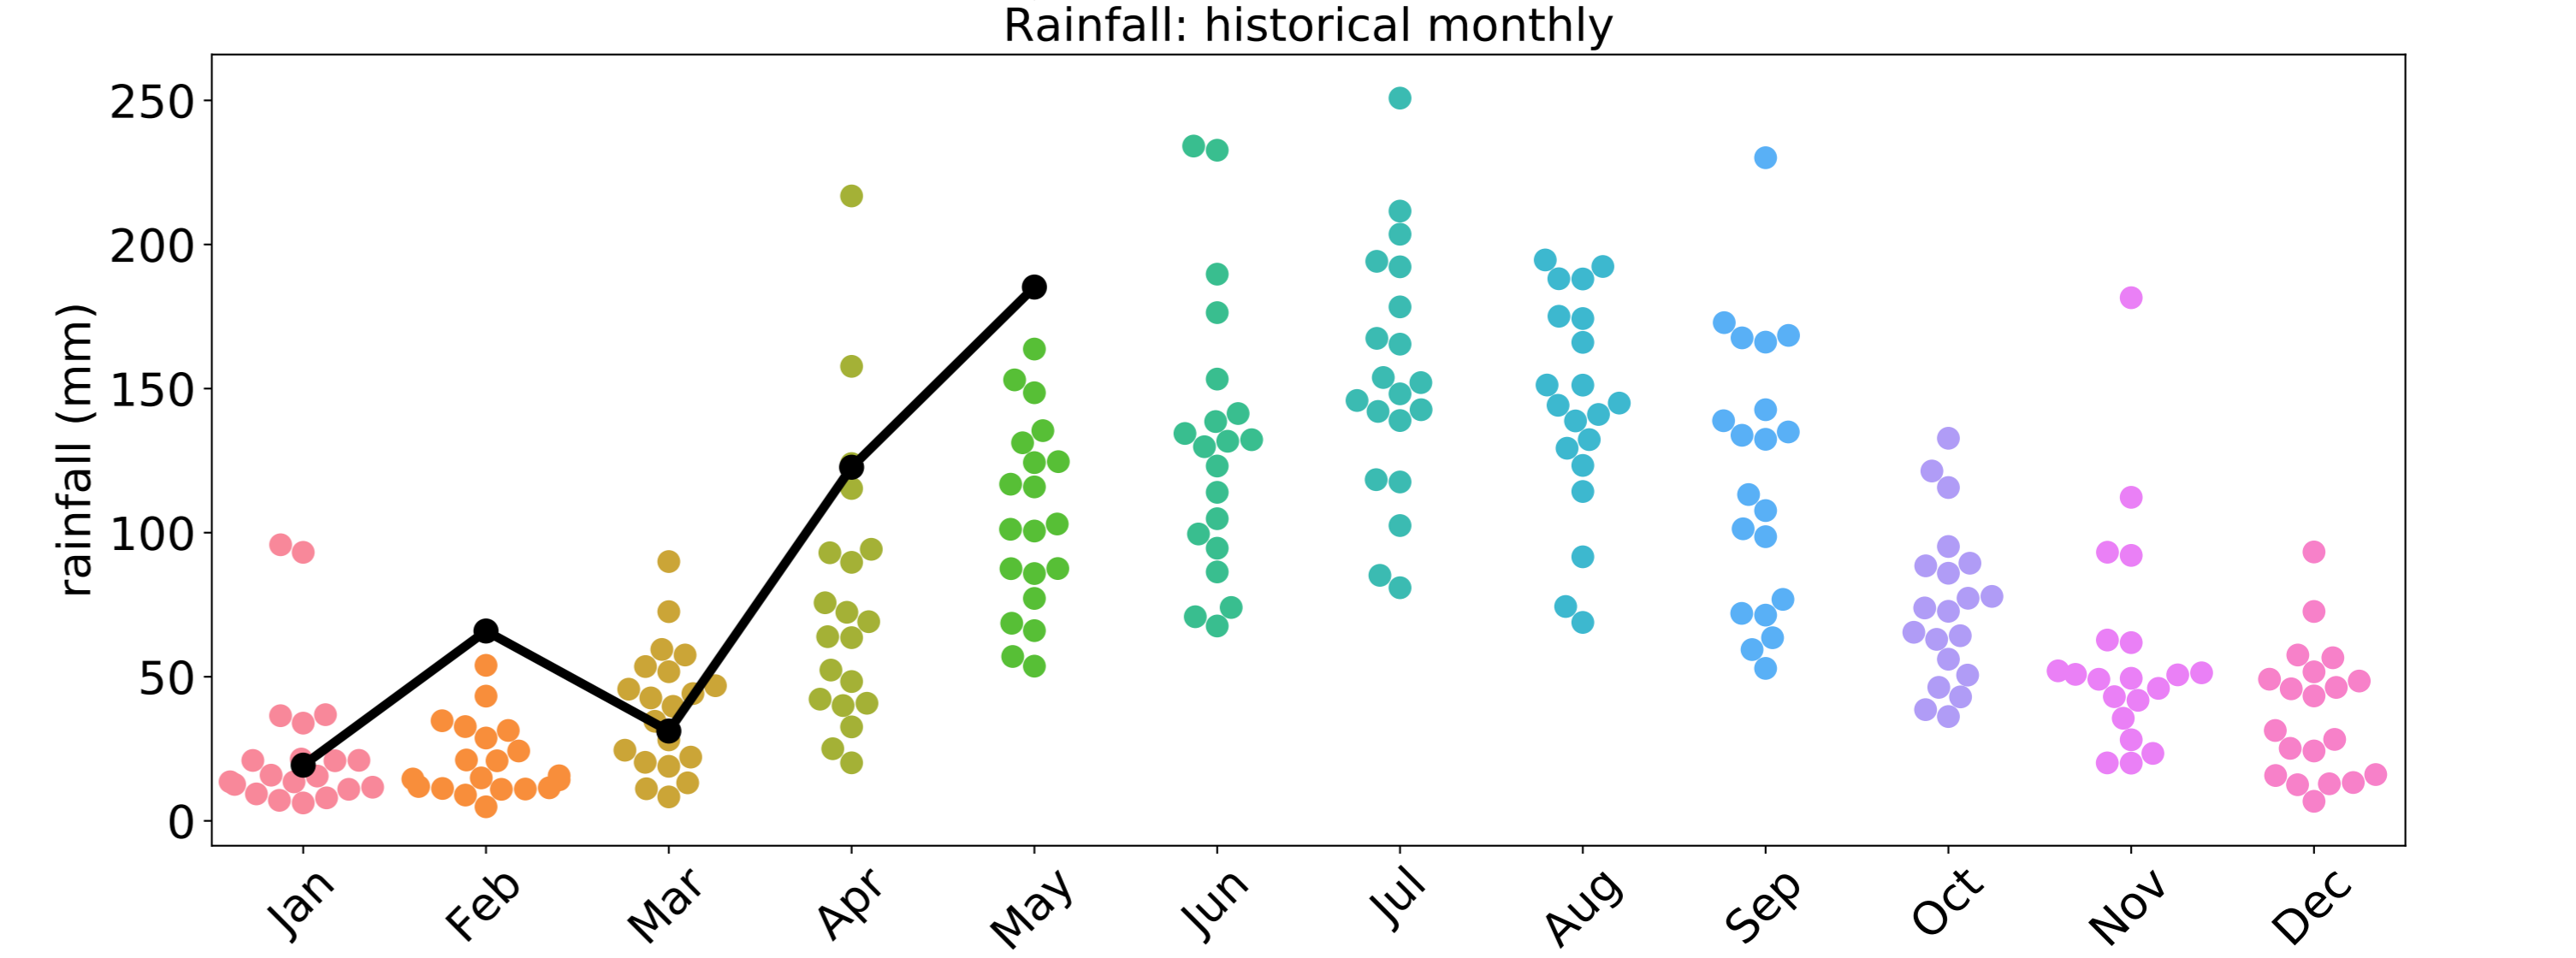 Rainfall: historical monthly
rainfall (mm)
250
200
150
100
50
0
Jan Feb Mar Apr May Jun Jul Aug Sep Oct Nov Dec